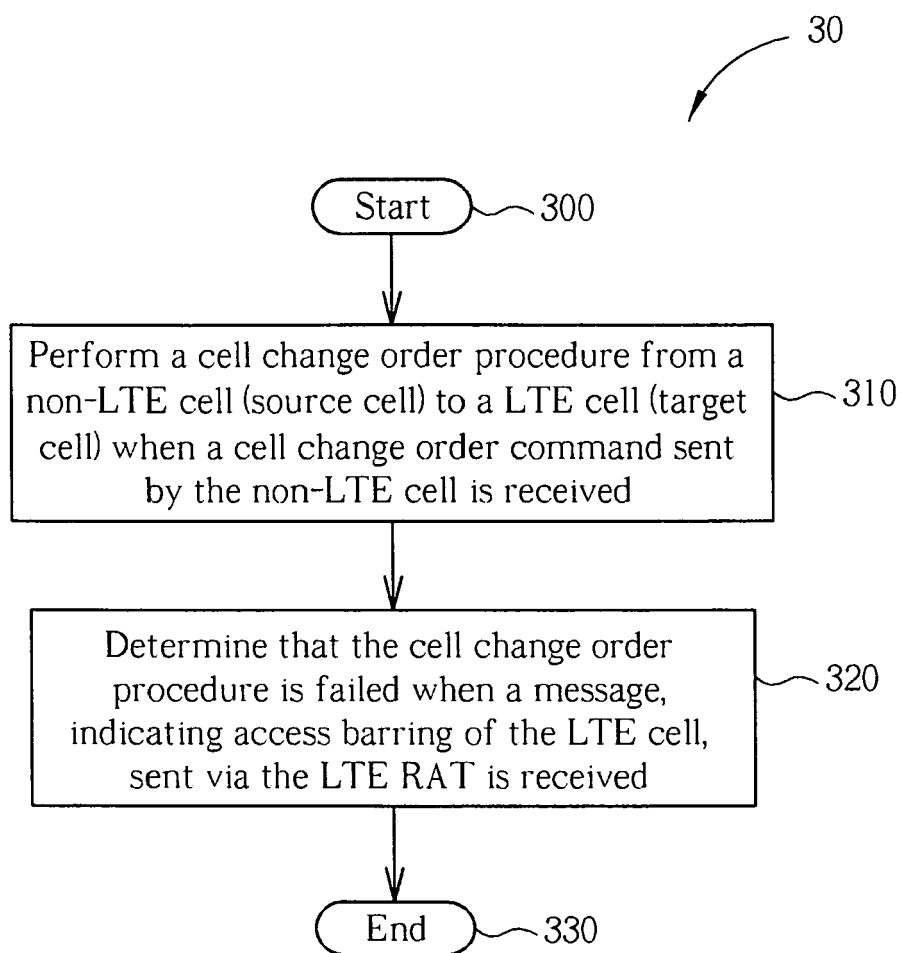 30
Start
300
Perform a cell change order procedure from a
non-LTE cell (source cell) to a LTE cell (target
cell) when a cell change order command sent
by the non-LTE cell is received
310
Determine that the cell change order
procedure is failed when a message,
indicating access barring of the LTE cell,
sent via the LTE RAT is received
320
End
330